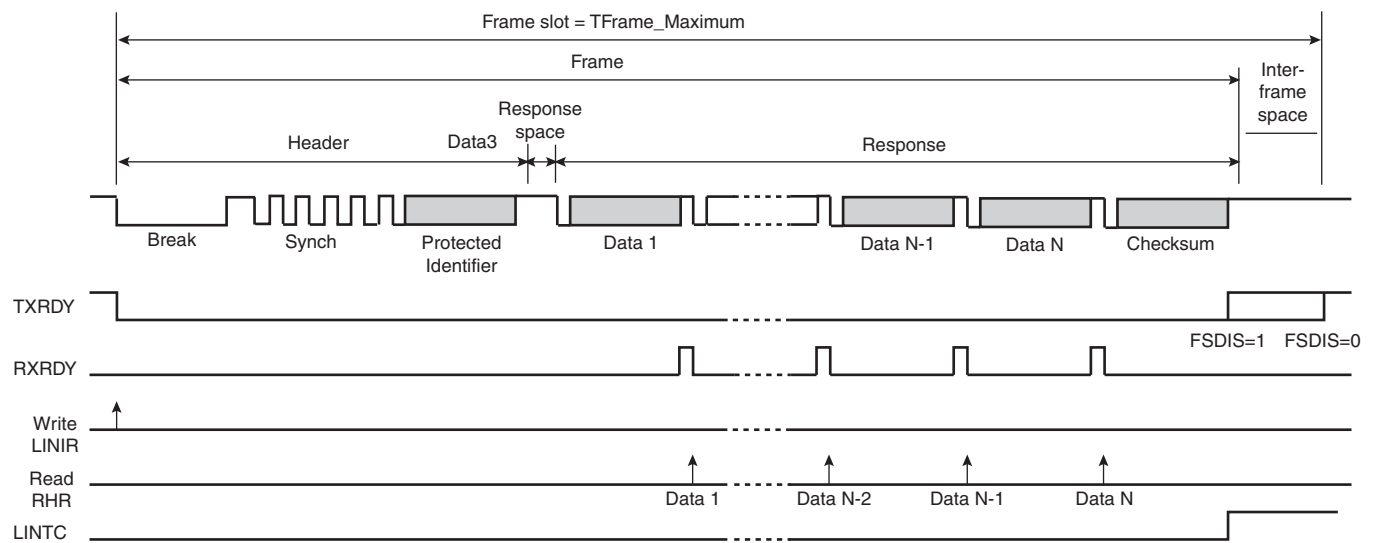 Frame slot = TFrame_Maximum
Frame
Inter-
frame
space
Response
space
Header
Data3
Response
Break
Synch
Protected
Identifier
Data 1
Data N-1
Data N
Checksum
TXRDY
FSDIS=1
FSDIS=0
RXRDY
Write
LINIR
Read
RHR
Data 1
Data N-2
Data N-1
Data N
LINTC